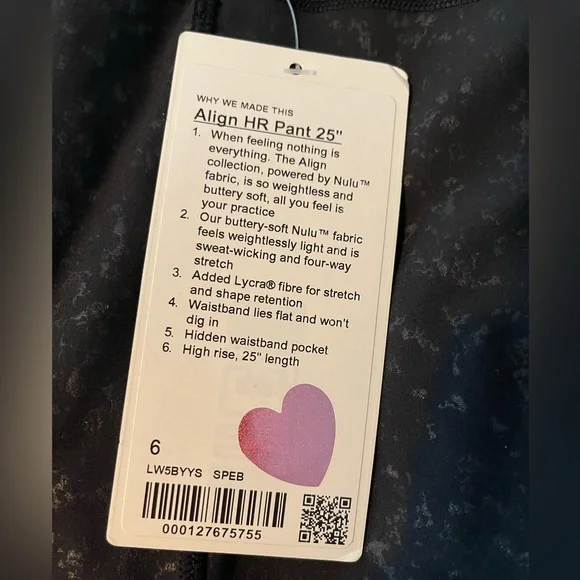 WHY WE MADE THIS
Align HR Pant 25"
1. When feeling nothing is
everything. The Align
collection, powered by Nulu™
fabric, is so weightless and
buttery soft, all you feel is
your practice
2. Our buttery-soft Nulu™ fabric
feels weightlessly light and is
sweat-wicking and four-way
stretch
3. Added Lycra® fibre for stretch
and shape retention
4. Waistband lies flat and won't
dig in
5. Hidden waistband pocket
6. High rise, 25" length
6
LW5BYYS SPEB
000127675755